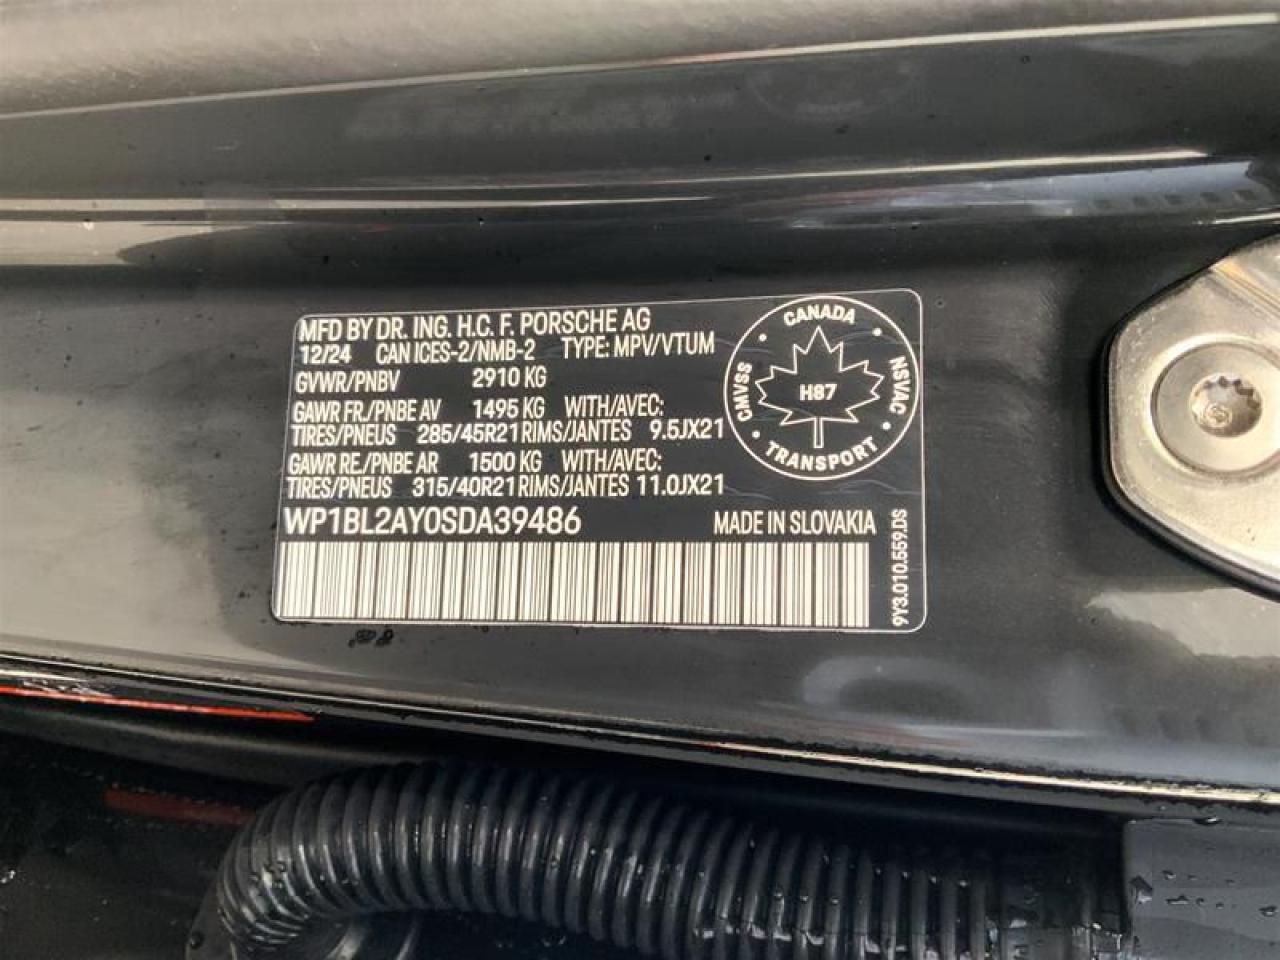 MFD BY DR. ING. H.C. F. PORSCHE AG
12/24 CAN ICES-2/NMB-2 TYPE: MPV/VTUM
GVWR/PNBV 2910 KG
GAWR FR./PNBE AV 1495 KG WITH/AVEC:
TIRES/PNEUS 285/45R21 RIMS/JANTES 9.5JX21
GAWR RE./PNBE AR 1500 KG WITH/AVEC:
TIRES/PNEUS 315/40R21 RIMS/JANTES 11.0JX21
WP1BL2AY0SDA39486 MADE IN SLOVAKIA
CANADA
CMVSS
H87
NSVAC
TRANSPORT
9Y3.010.559.DS